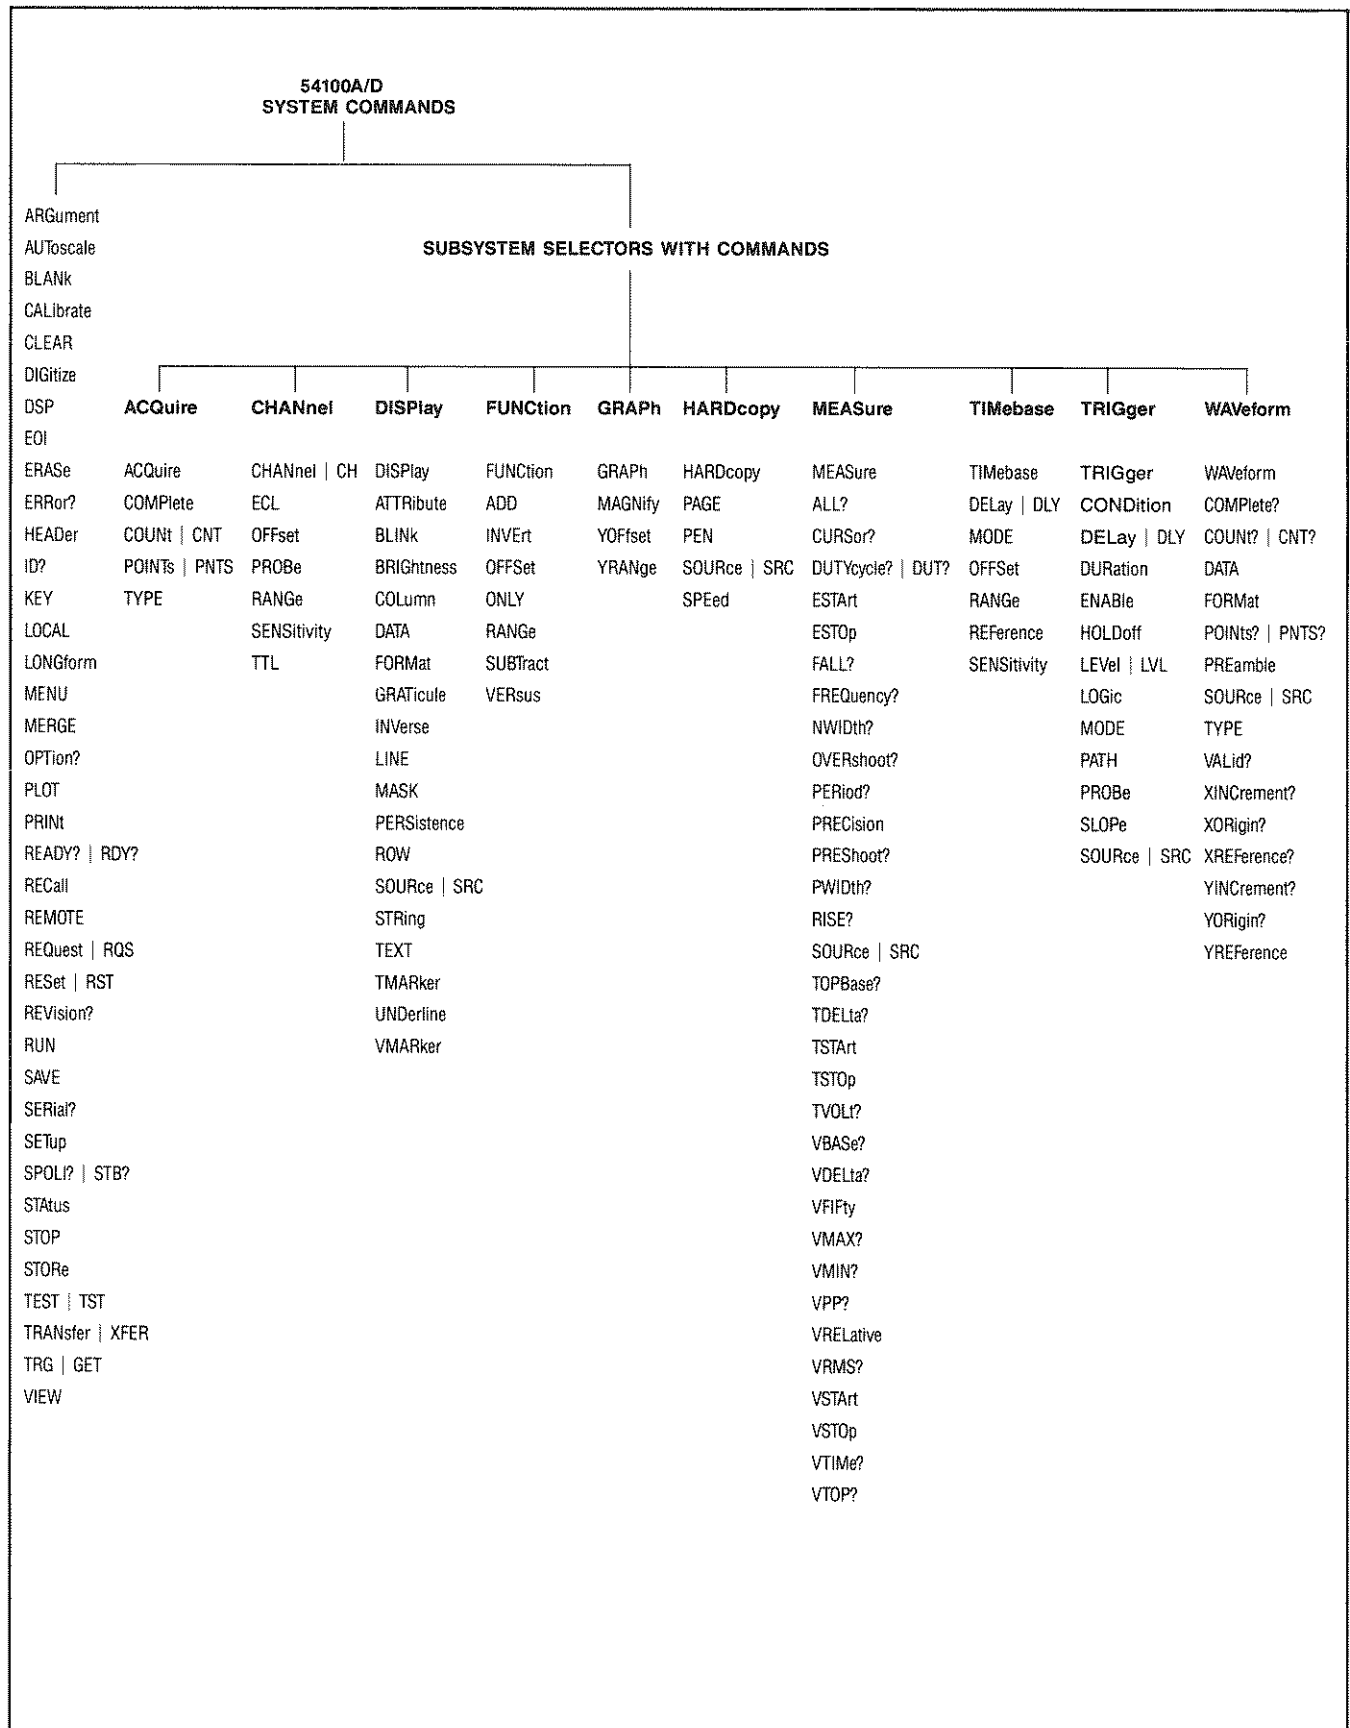 54100A/D
SYSTEM COMMANDS
SUBSYSTEM SELECTORS WITH COMMANDS
ARGument
AUToscale
BLANk
CALibrate
CLEAR
DIGitize
DSP
EOI
ERASe
ERRor?
HEADer
ID?
KEY
LOCAL
LONGform
MENU
MERGE
OPTion?
PLOT
PRINt
READY? | RDY?
RECall
REMOTE
REQuest | RQS
RESet | RST
REVision?
RUN
SAVE
SERial?
SETup
SPOLl? | STB?
STAtus
STOP
STORe
TEST | TST
TRANsfer | XFER
TRG | GET
VIEW
ACQuire
ACQuire
COMPlete
COUNt | CNT
POINTs | PNTS
TYPE
CHANnel
CHANnel | CH
ECL
OFFset
PROBe
RANGe
SENSitivity
TTL
DISPlay
DISPlay
ATTRibute
BLINk
BRIGhtness
COLumn
DATA
FORMat
GRATicule
INVerse
LINE
MASK
PERSistence
ROW
SOURce | SRC
STRing
TEXT
TMARker
UNDerline
VMARker
FUNCtion
FUNCtion
ADD
INVErt
OFFSet
ONLY
RANGe
SUBTract
VERsus
GRAPh
GRAPh
MAGNify
YOFfset
YRANge
HARDcopy
HARDcopy
PAGE
PEN
SOURce | SRC
SPEed
MEASure
MEASure
ALL?
CURSor?
DUTYcycle? | DUT?
ESTArt
ESTOp
FALL?
FREQuency?
NWIDth?
OVERshoot?
PERiod?
PRECision
PREShoot?
PWIDth?
RISE?
SOURce | SRC
TOPBase?
TDELta?
TSTArt
TSTOp
TVOLt?
VBASe?
VDELta?
VFIFty
VMAX?
VMIN?
VPP?
VRELative
VRMS?
VSTArt
VSTOp
VTIMe?
VTOP?
TIMebase
TIMebase
DELay | DLY
MODE
OFFSet
RANGe
REFerence
SENSitivity
TRIGger
TRIGger
CONDition
DELay | DLY
DURation
ENABle
HOLDoff
LEVel | LVL
LOGic
MODE
PATH
PROBe
SLOPe
SOURce | SRC
WAVeform
WAVeform
COMPlete?
COUNt? | CNT?
DATA
FORMat
POINts? | PNTS?
PREamble
SOURce | SRC
TYPE
VALid?
XINCrement?
XORigin?
XREFerence?
YINCrement?
YORigin?
YREFerence